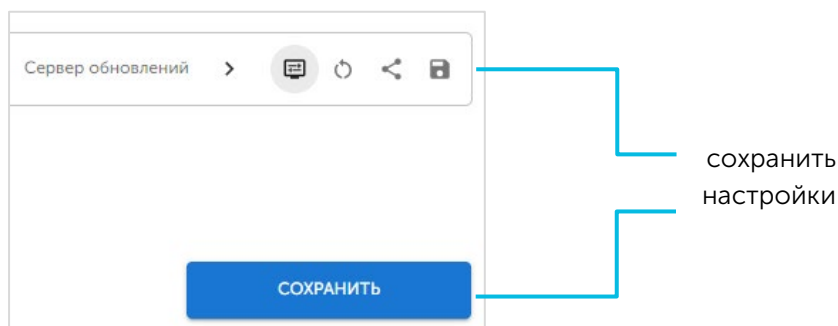 Сервер обновлений
сохранить
настройки
СОХРАНИТЬ